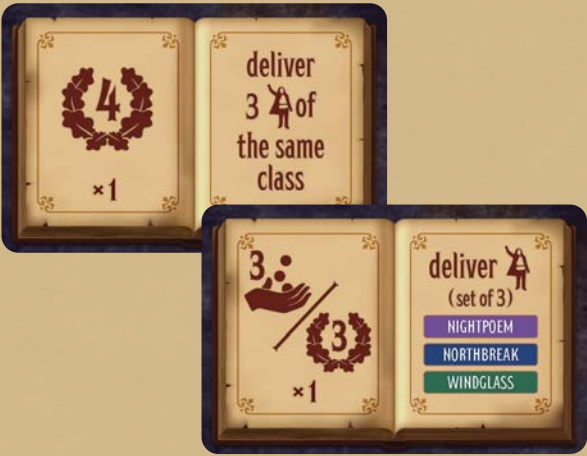 4
×1
deliver
3 of
the same
class
3
3
×1
deliver
(set of 3)
NIGHTPOEM
NORTHBREAK
WINDGLASS